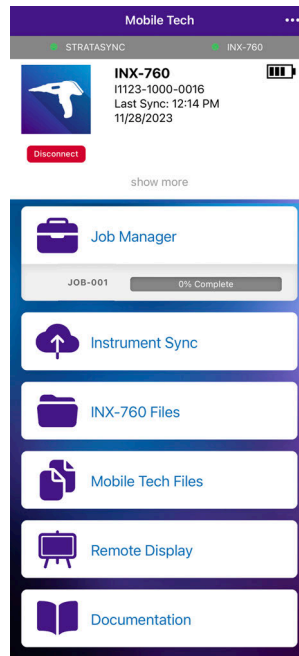 Mobile Tech
STRATASYNC
INX-760
INX-760
I1123-1000-0016
Last Sync: 12:14 PM
11/28/2023
Disconnect
show more
Job Manager
JOB-001
0% Complete
Instrument Sync
INX-760 Files
Mobile Tech Files
Remote Display
Documentation